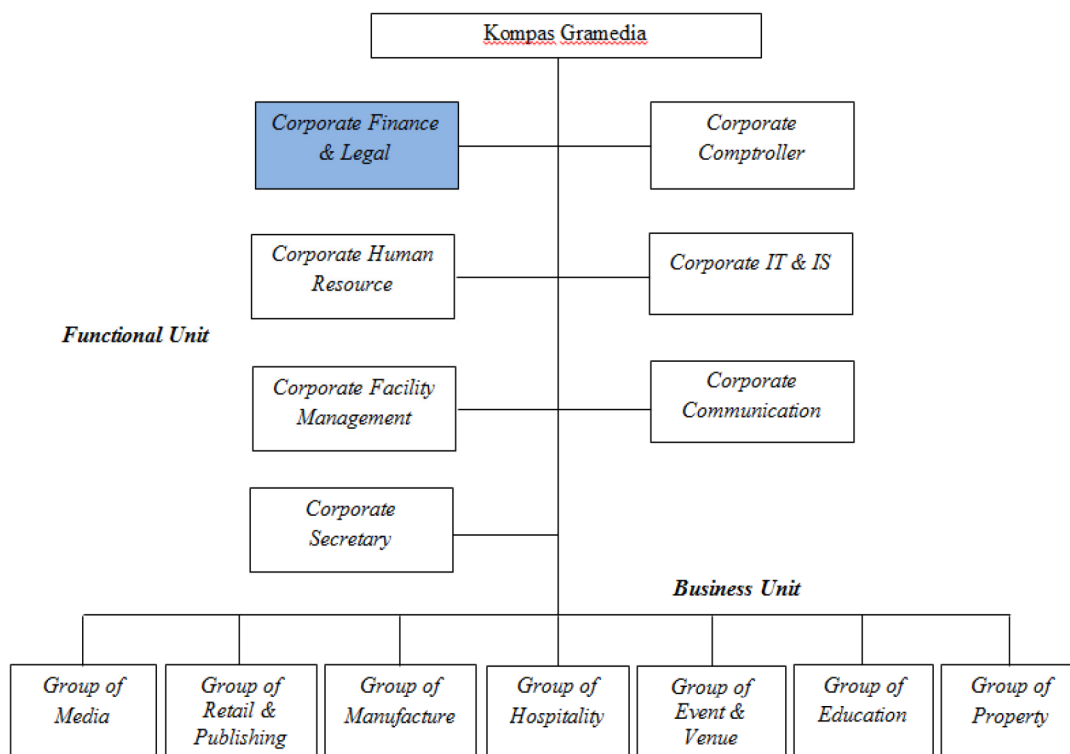 Kompas Gramedia
Corporate Finance
& Legal
Corporate
Comptroller
Corporate Human
Resource
Corporate IT & IS
Functional Unit
Corporate Facility
Management
Corporate
Communication
Corporate
Secretary
Business Unit
Group of
Media
Group of
Retail &
Publishing
Group of
Manufacture
Group of
Hospitality
Group of
Event &
Venue
Group of
Education
Group of
Property